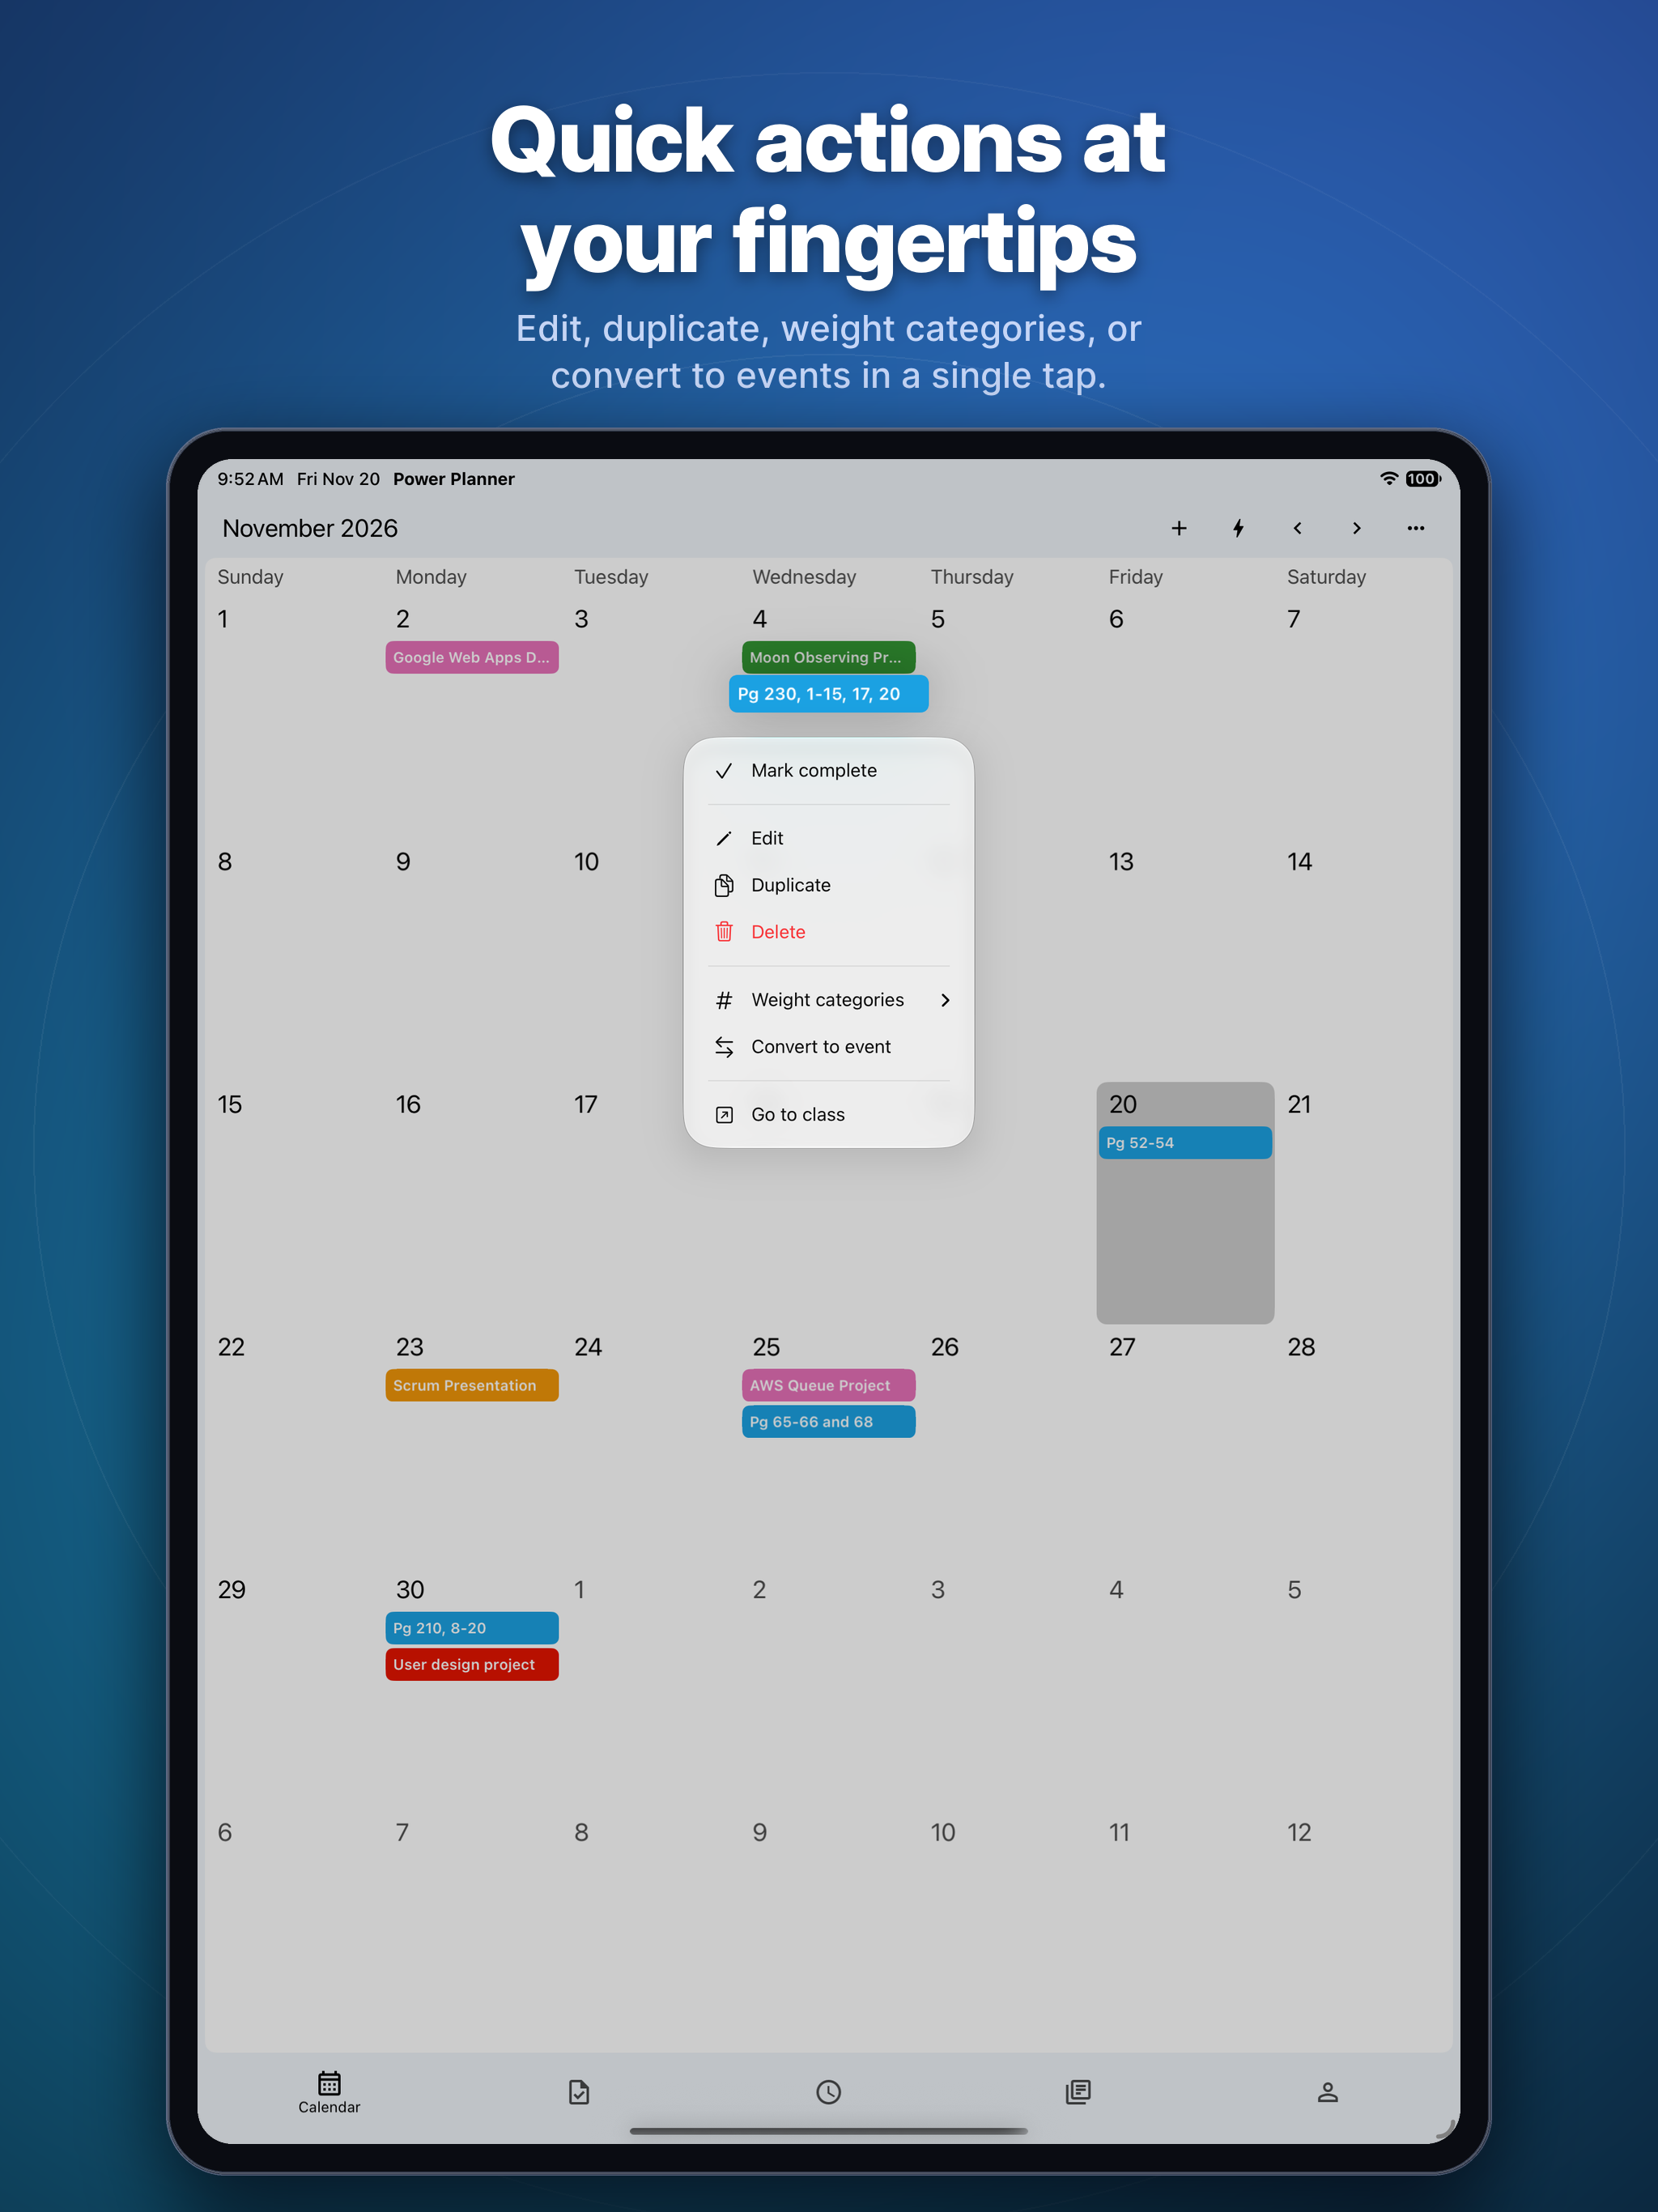 Quick actions at
your fingertips
Edit, duplicate, weight categories, or
convert to events in a single tap.
9:52 AM Fri Nov 20 Power Planner 100
November 2026
Sunday Monday Tuesday Wednesday Thursday Friday Saturday
1 2 3 4 5 6 7
Google Web Apps D... Moon Observing Pr...
Pg 230, 1-15, 17, 20
Mark complete
Edit
8 9 10 13 14
Duplicate
Delete
Weight categories
Convert to event
15 16 17 20 21
Go to class
Pg 52-54
22 23 24 25 26 27 28
Scrum Presentation AWS Queue Project
Pg 65-66 and 68
29 30 1 2 3 4 5
Pg 210, 8-20
User design project
6 7 8 9 10 11 12
Calendar